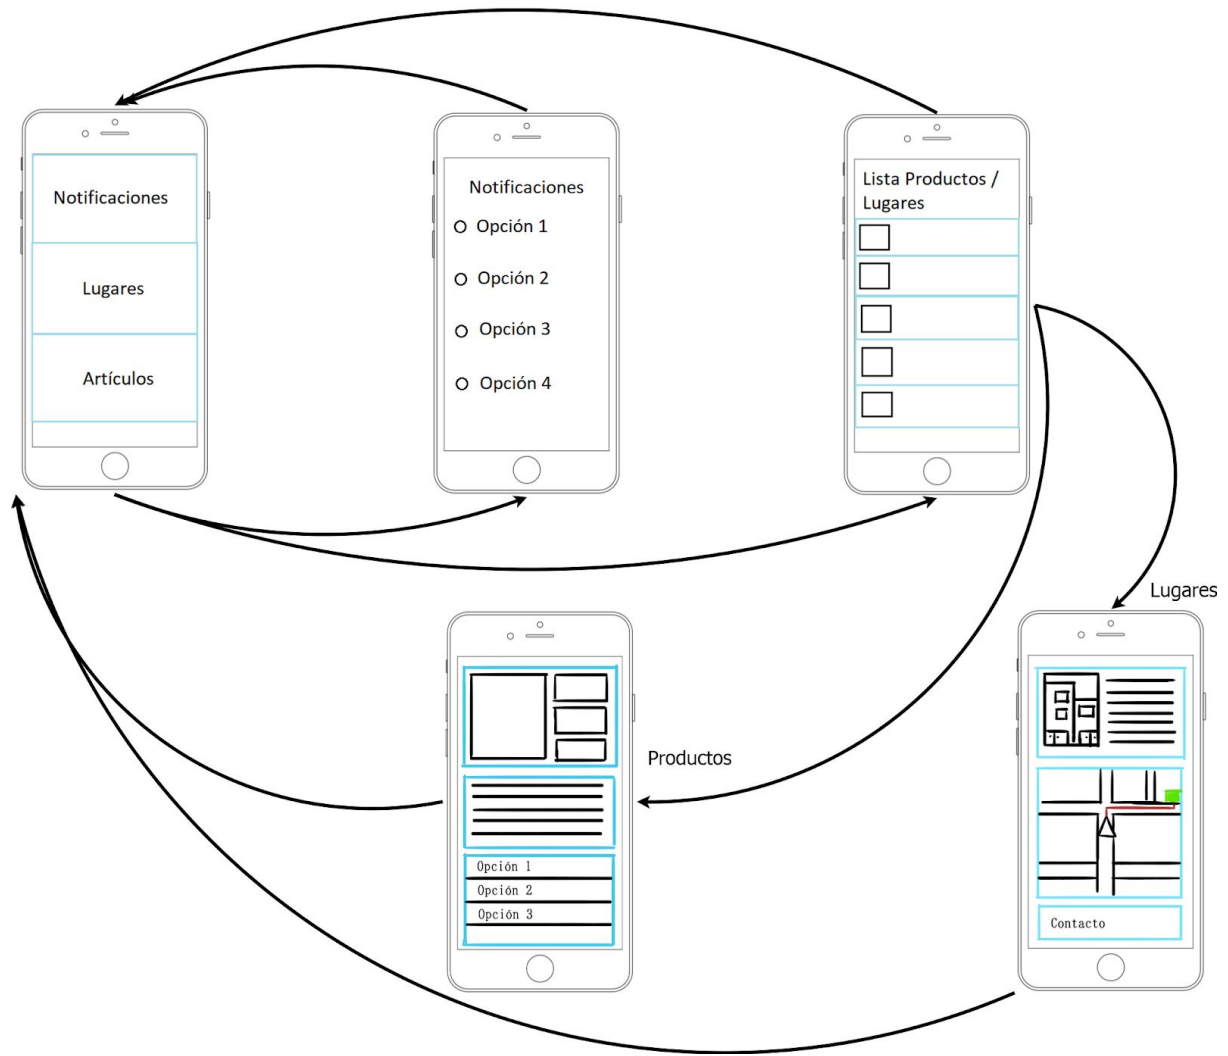 Notificaciones
Lugares
Artículos
Notificaciones
Opción 1
Opción 2
Opción 3
Opción 4
Lista Productos /
Lugares
Productos
Opción 1
Opción 2
Opción 3
Lugares
Contacto